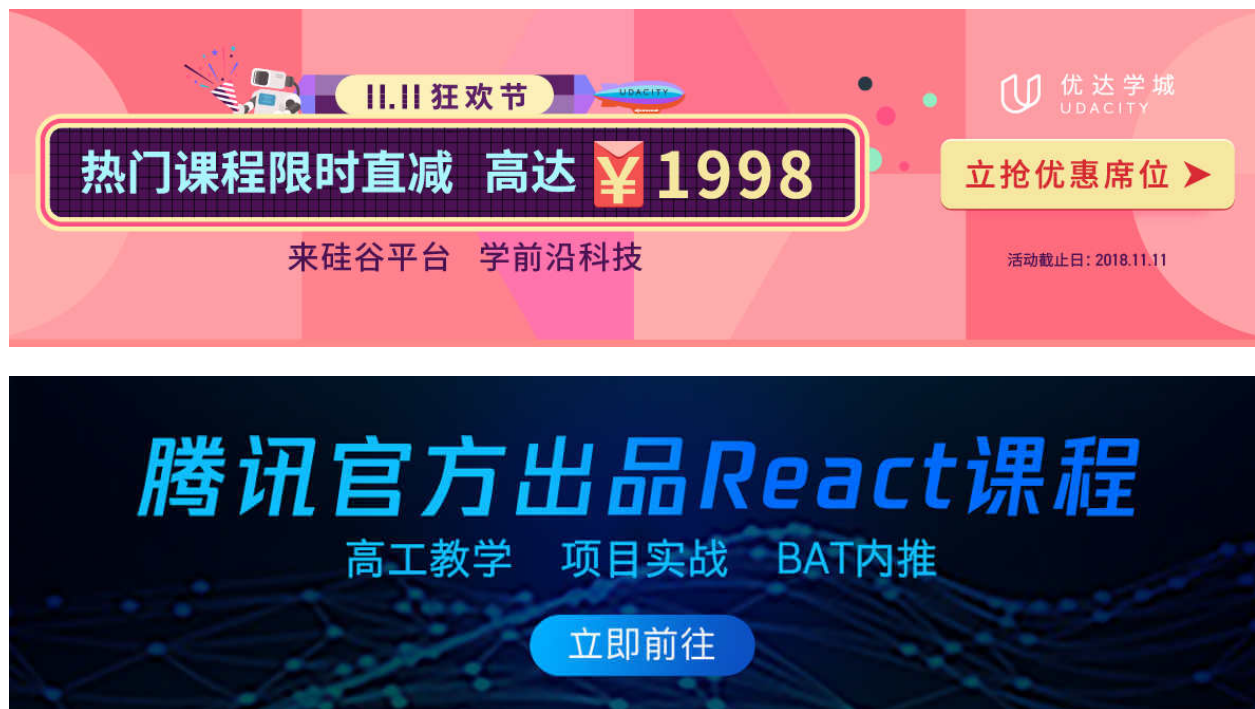 11.11 狂欢节
UDACITY
热门课程限时直减 高达 ¥ 1998
来硅谷平台 学前沿科技
优达学城
UDACITY
立抢优惠席位
活动截止日: 2018.11.11
腾讯官方出品React课程
高工教学 项目实战 BAT内推
立即前往